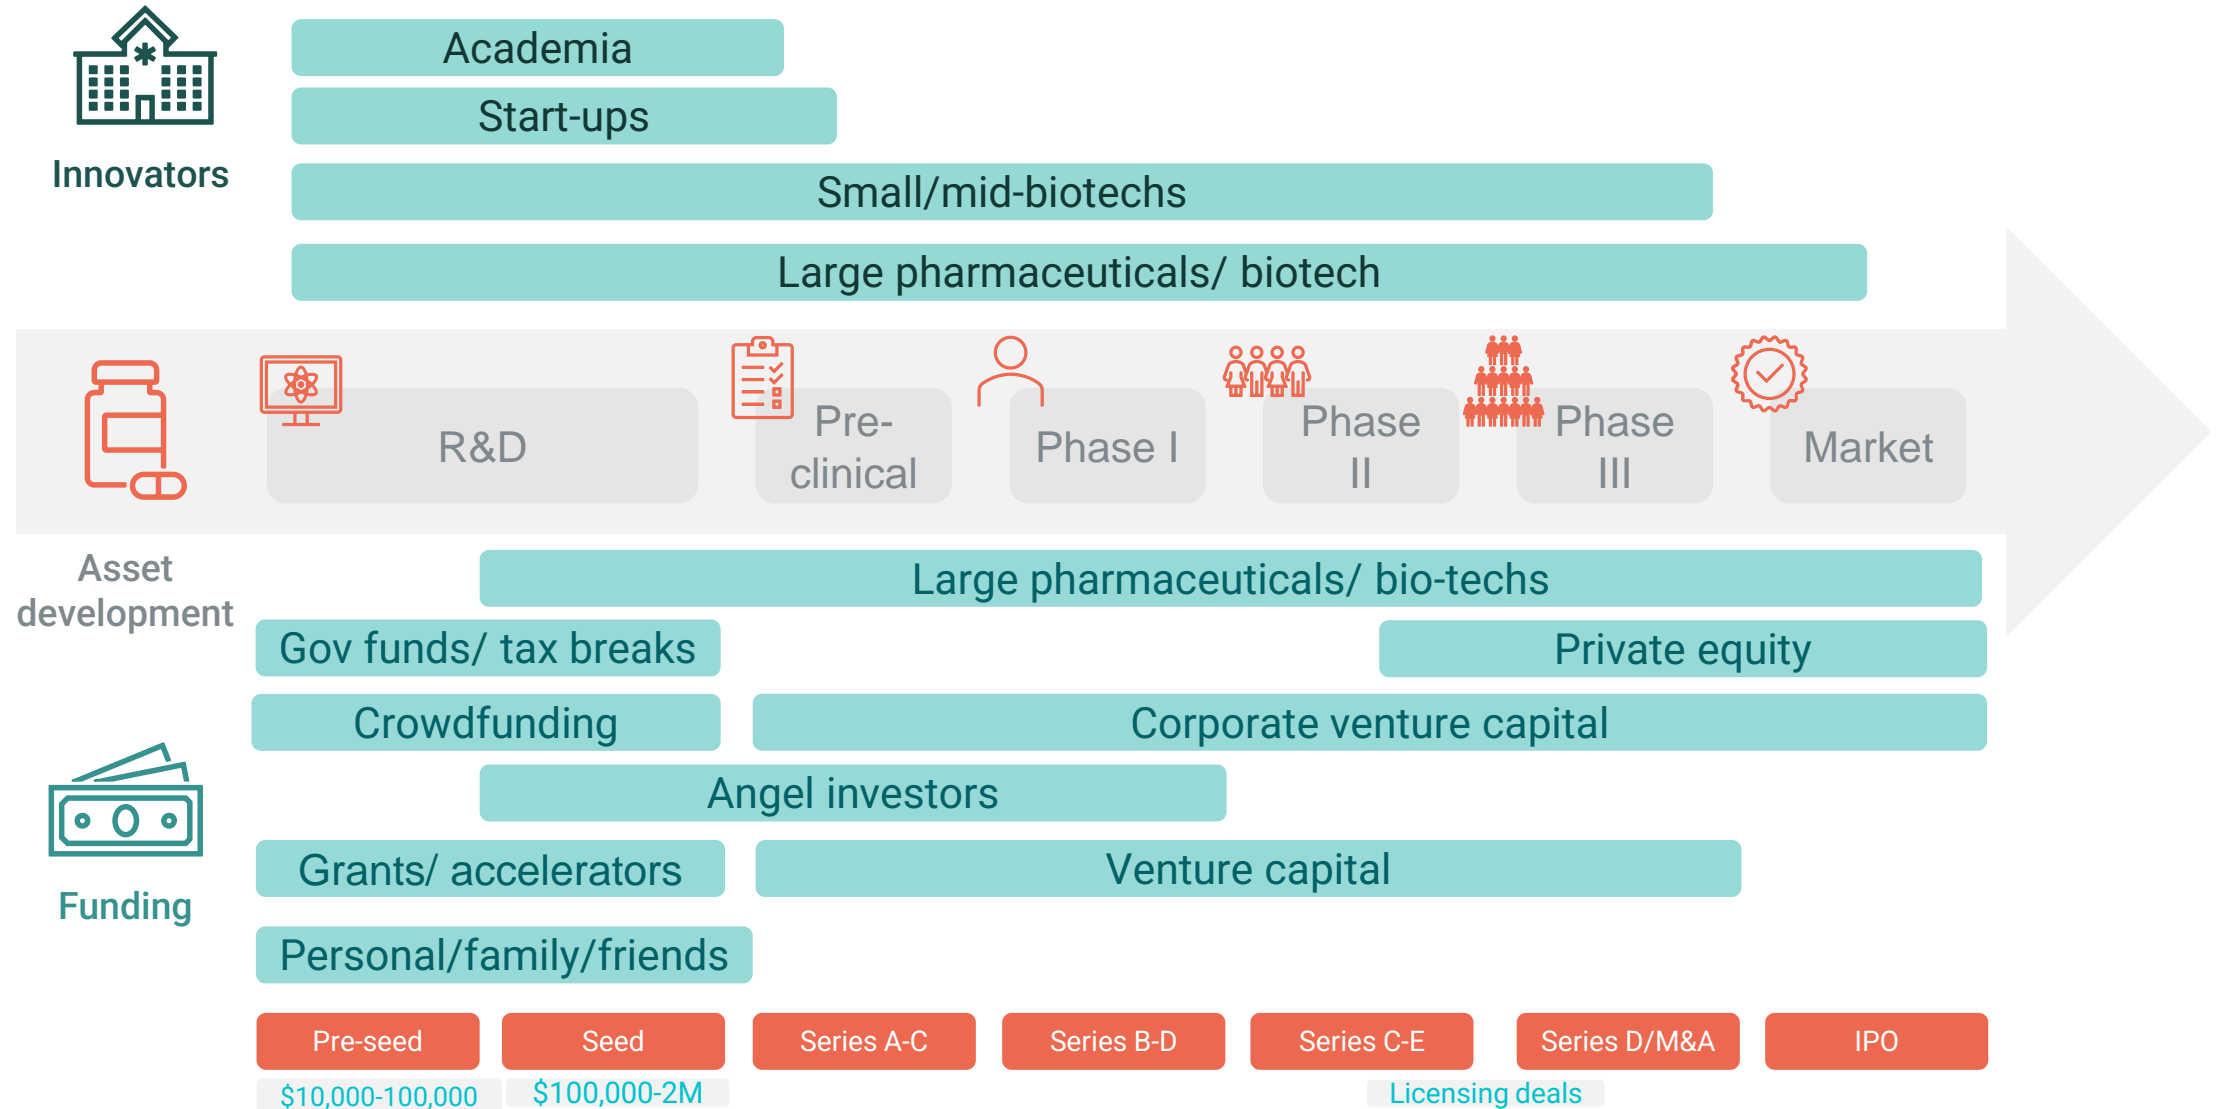 Academia
Start-ups
Innovators
Small/mid-biotechs
Large pharmaceuticals/ biotech
R&D
Pre-
clinical
Phase I
Phase
II
Phase
III
Market
Asset
development
Large pharmaceuticals/ bio-techs
Gov funds/ tax breaks
Private equity
Crowdfunding
Corporate venture capital
Angel investors
Grants/ accelerators
Venture capital
Funding
Personal/family/friends
Pre-seed
Seed
Series A-C
Series B-D
Series C-E
Series D/M&A
IPO
$10,000-100,000
$100,000-2M
Licensing deals